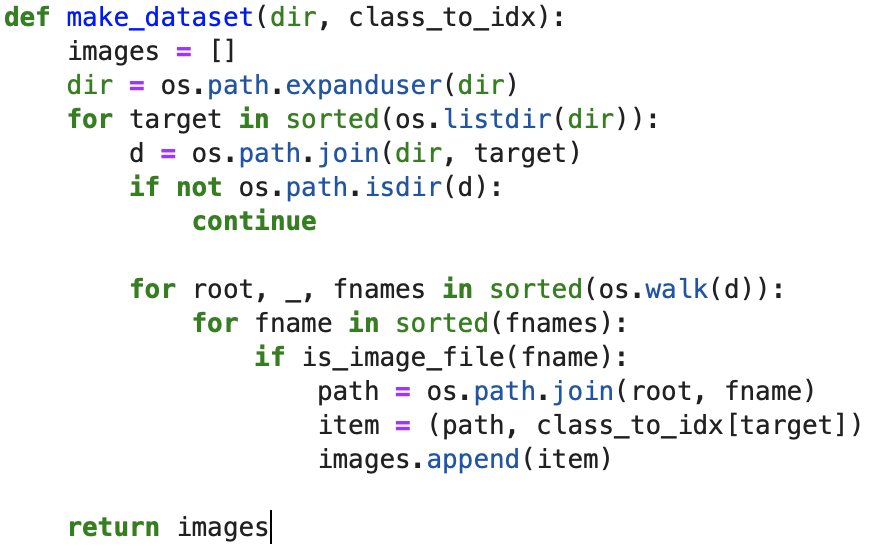 def make_dataset(dir, class_to_idx):
    images = []
    dir = os.path.expanduser(dir)
    for target in sorted(os.listdir(dir)):
        d = os.path.join(dir, target)
        if not os.path.isdir(d):
            continue

        for root, _, fnames in sorted(os.walk(d)):
            for fname in sorted(fnames):
                if is_image_file(fname):
                    path = os.path.join(root, fname)
                    item = (path, class_to_idx[target])
                    images.append(item)

    return images